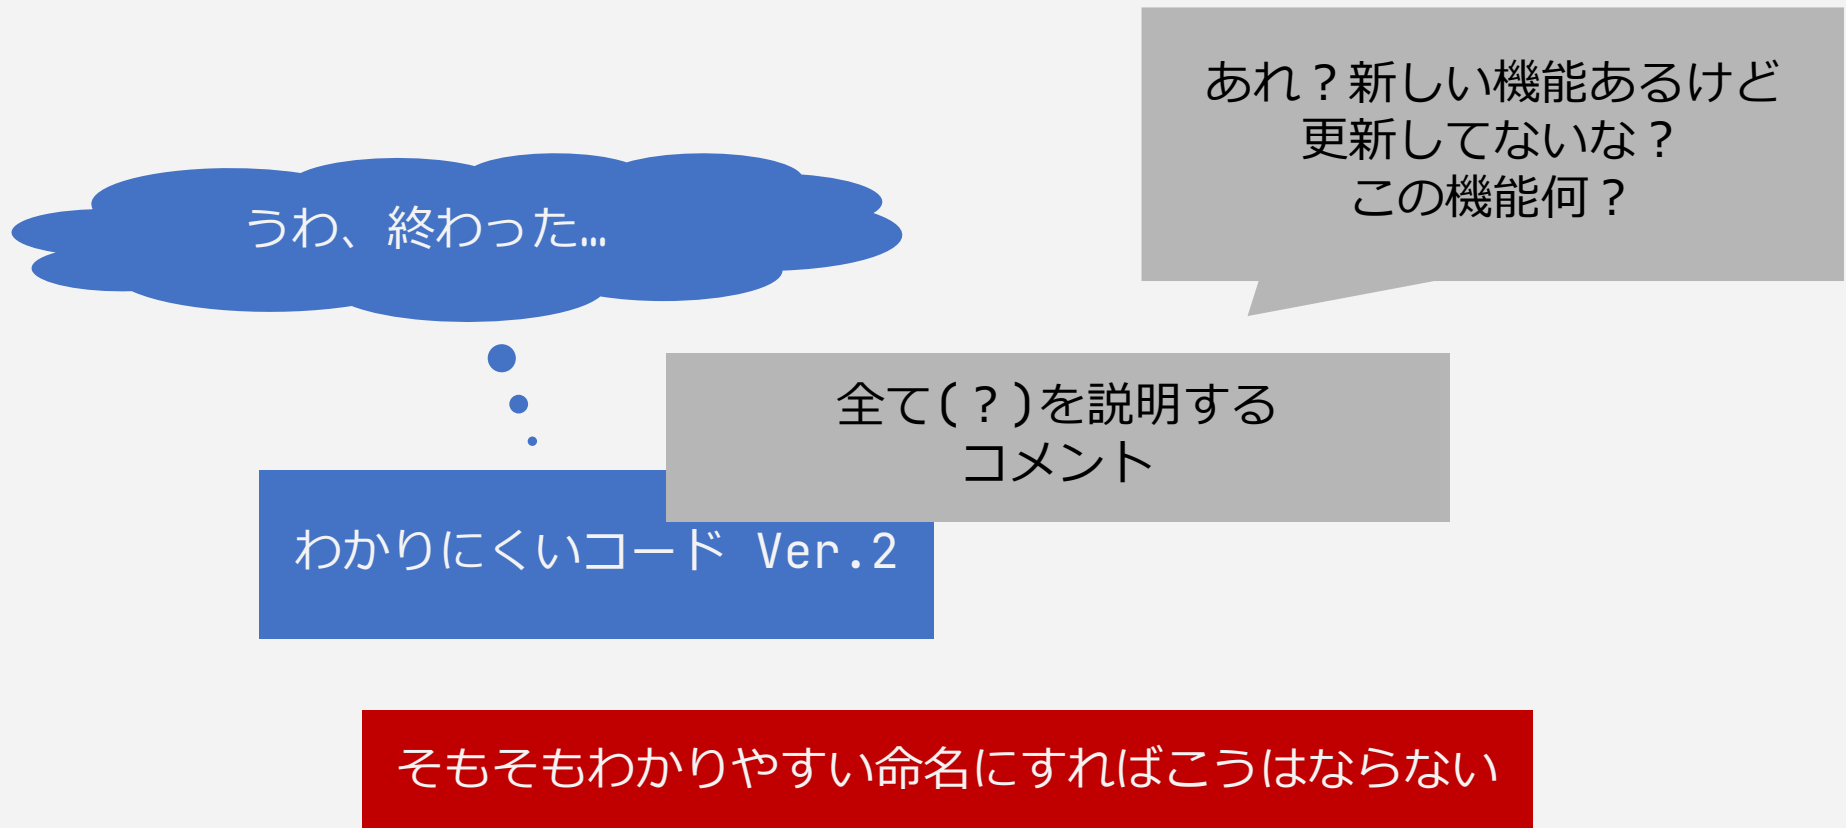 あれ？新しい機能あるけど
更新してないな？
この機能何？
うわ、終わった…
全て(？)を説明する
コメント
わかりにくいコード Ver.2
そもそもわかりやすい命名にすればこうはならない